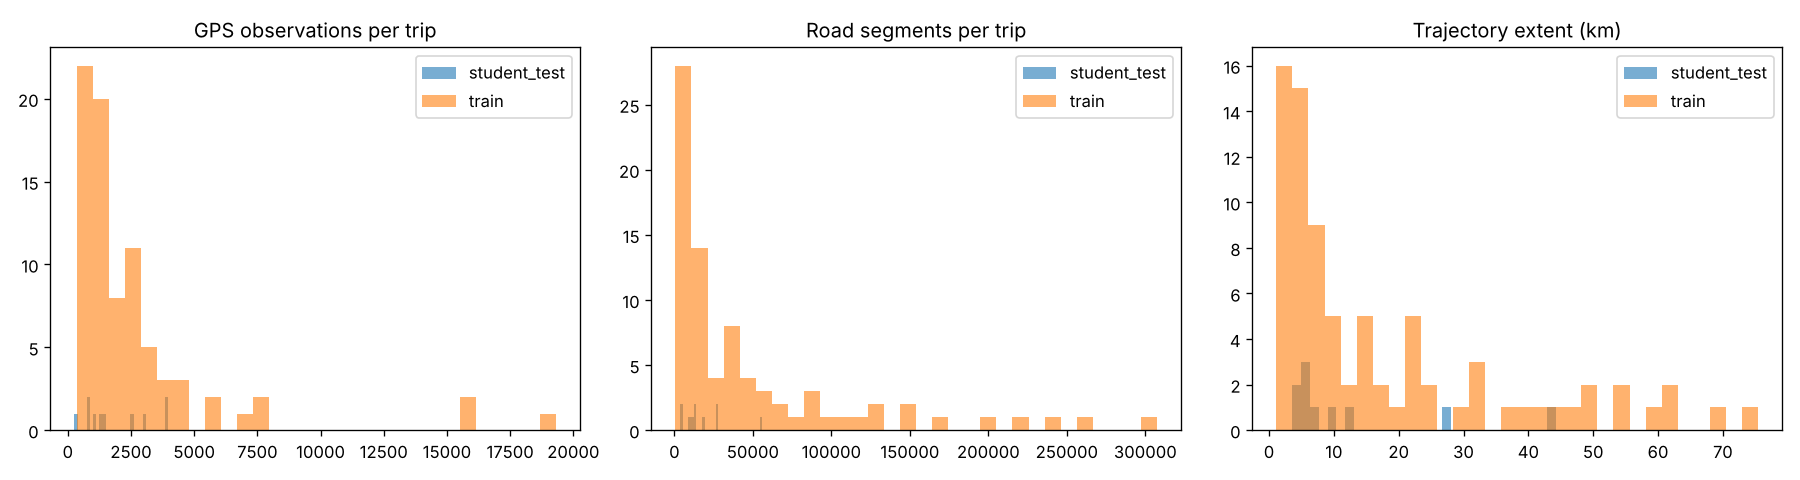 GPS observations per trip
student_test
train
20
15
10
5
0
0 2500 5000 7500 10000 12500 15000 17500 20000
Road segments per trip
student_test
train
25
20
15
10
5
0
0 50000 100000 150000 200000 250000 300000
Trajectory extent (km)
student_test
train
16
14
12
10
8
6
4
2
0
0 10 20 30 40 50 60 70